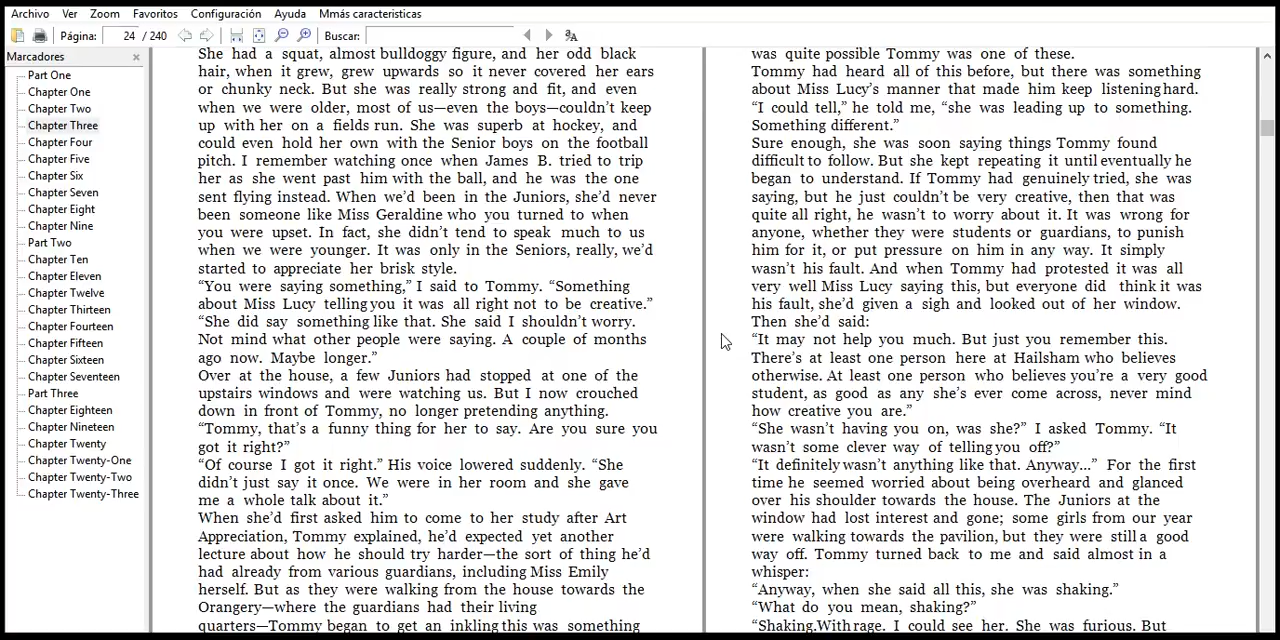 Archivo Ver Zoom Favoritos Configuración Ayuda Mmás caracteristicas
Página: 24 / 240 Buscar:
Marcadores
Part One
Chapter One
Chapter Two
Chapter Three
Chapter Four
Chapter Five
Chapter Six
Chapter Seven
Chapter Eight
Chapter Nine
Part Two
Chapter Ten
Chapter Eleven
Chapter Twelve
Chapter Thirteen
Chapter Fourteen
Chapter Fifteen
Chapter Sixteen
Chapter Seventeen
Part Three
Chapter Eighteen
Chapter Nineteen
Chapter Twenty
Chapter Twenty-One
Chapter Twenty-Two
Chapter Twenty-Three
She had a squat, almost bulldoggy figure, and her odd black
hair, when it grew, grew upwards so it never covered her ears
or chunky neck. But she was really strong and fit, and even
when we were older, most of us—even the boys—couldn’t keep
up with her on a fields run. She was superb at hockey, and
could even hold her own with the Senior boys on the football
pitch. I remember watching once when James B. tried to trip
her as she went past him with the ball, and he was the one
sent flying instead. When we’d been in the Juniors, she’d never
been someone like Miss Geraldine who you turned to when
you were upset. In fact, she didn’t tend to speak much to us
when we were younger. It was only in the Seniors, really, we’d
started to appreciate her brisk style.
“You were saying something,” I said to Tommy. “Something
about Miss Lucy telling you it was all right not to be creative.”
“She did say something like that. She said I shouldn’t worry.
Not mind what other people were saying. A couple of months
ago now. Maybe longer.”
Over at the house, a few Juniors had stopped at one of the
upstairs windows and were watching us. But I now crouched
down in front of Tommy, no longer pretending anything.
“Tommy, that’s a funny thing for her to say. Are you sure you
got it right?”
“Of course I got it right.” His voice lowered suddenly. “She
didn’t just say it once. We were in her room and she gave
me a whole talk about it.”
When she’d first asked him to come to her study after Art
Appreciation, Tommy explained, he’d expected yet another
lecture about how he should try harder—the sort of thing he’d
had already from various guardians, including Miss Emily
herself. But as they were walking from the house towards the
Orangery—where the guardians had their living
quarters—Tommy began to get an inkling this was something
was quite possible Tommy was one of these.
Tommy had heard all of this before, but there was something
about Miss Lucy’s manner that made him keep listening hard.
“I could tell,” he told me, “she was leading up to something.
Something different.”
Sure enough, she was soon saying things Tommy found
difficult to follow. But she kept repeating it until eventually he
began to understand. If Tommy had genuinely tried, she was
saying, but he just couldn’t be very creative, then that was
quite all right, he wasn’t to worry about it. It was wrong for
anyone, whether they were students or guardians, to punish
him for it, or put pressure on him in any way. It simply
wasn’t his fault. And when Tommy had protested it was all
very well Miss Lucy saying this, but everyone did think it was
his fault, she’d given a sigh and looked out of her window.
Then she’d said:
“It may not help you much. But just you remember this.
There’s at least one person here at Hailsham who believes
otherwise. At least one person who believes you’re a very good
student, as good as any she’s ever come across, never mind
how creative you are.”
“She wasn’t having you on, was she?” I asked Tommy. “It
wasn’t some clever way of telling you off?”
“It definitely wasn’t anything like that. Anyway...” For the first
time he seemed worried about being overheard and glanced
over his shoulder towards the house. The Juniors at the
window had lost interest and gone; some girls from our year
were walking towards the pavilion, but they were still a good
way off. Tommy turned back to me and said almost in a
whisper:
“Anyway, when she said all this, she was shaking.”
“What do you mean, shaking?”
“Shaking.With rage. I could see her. She was furious. But